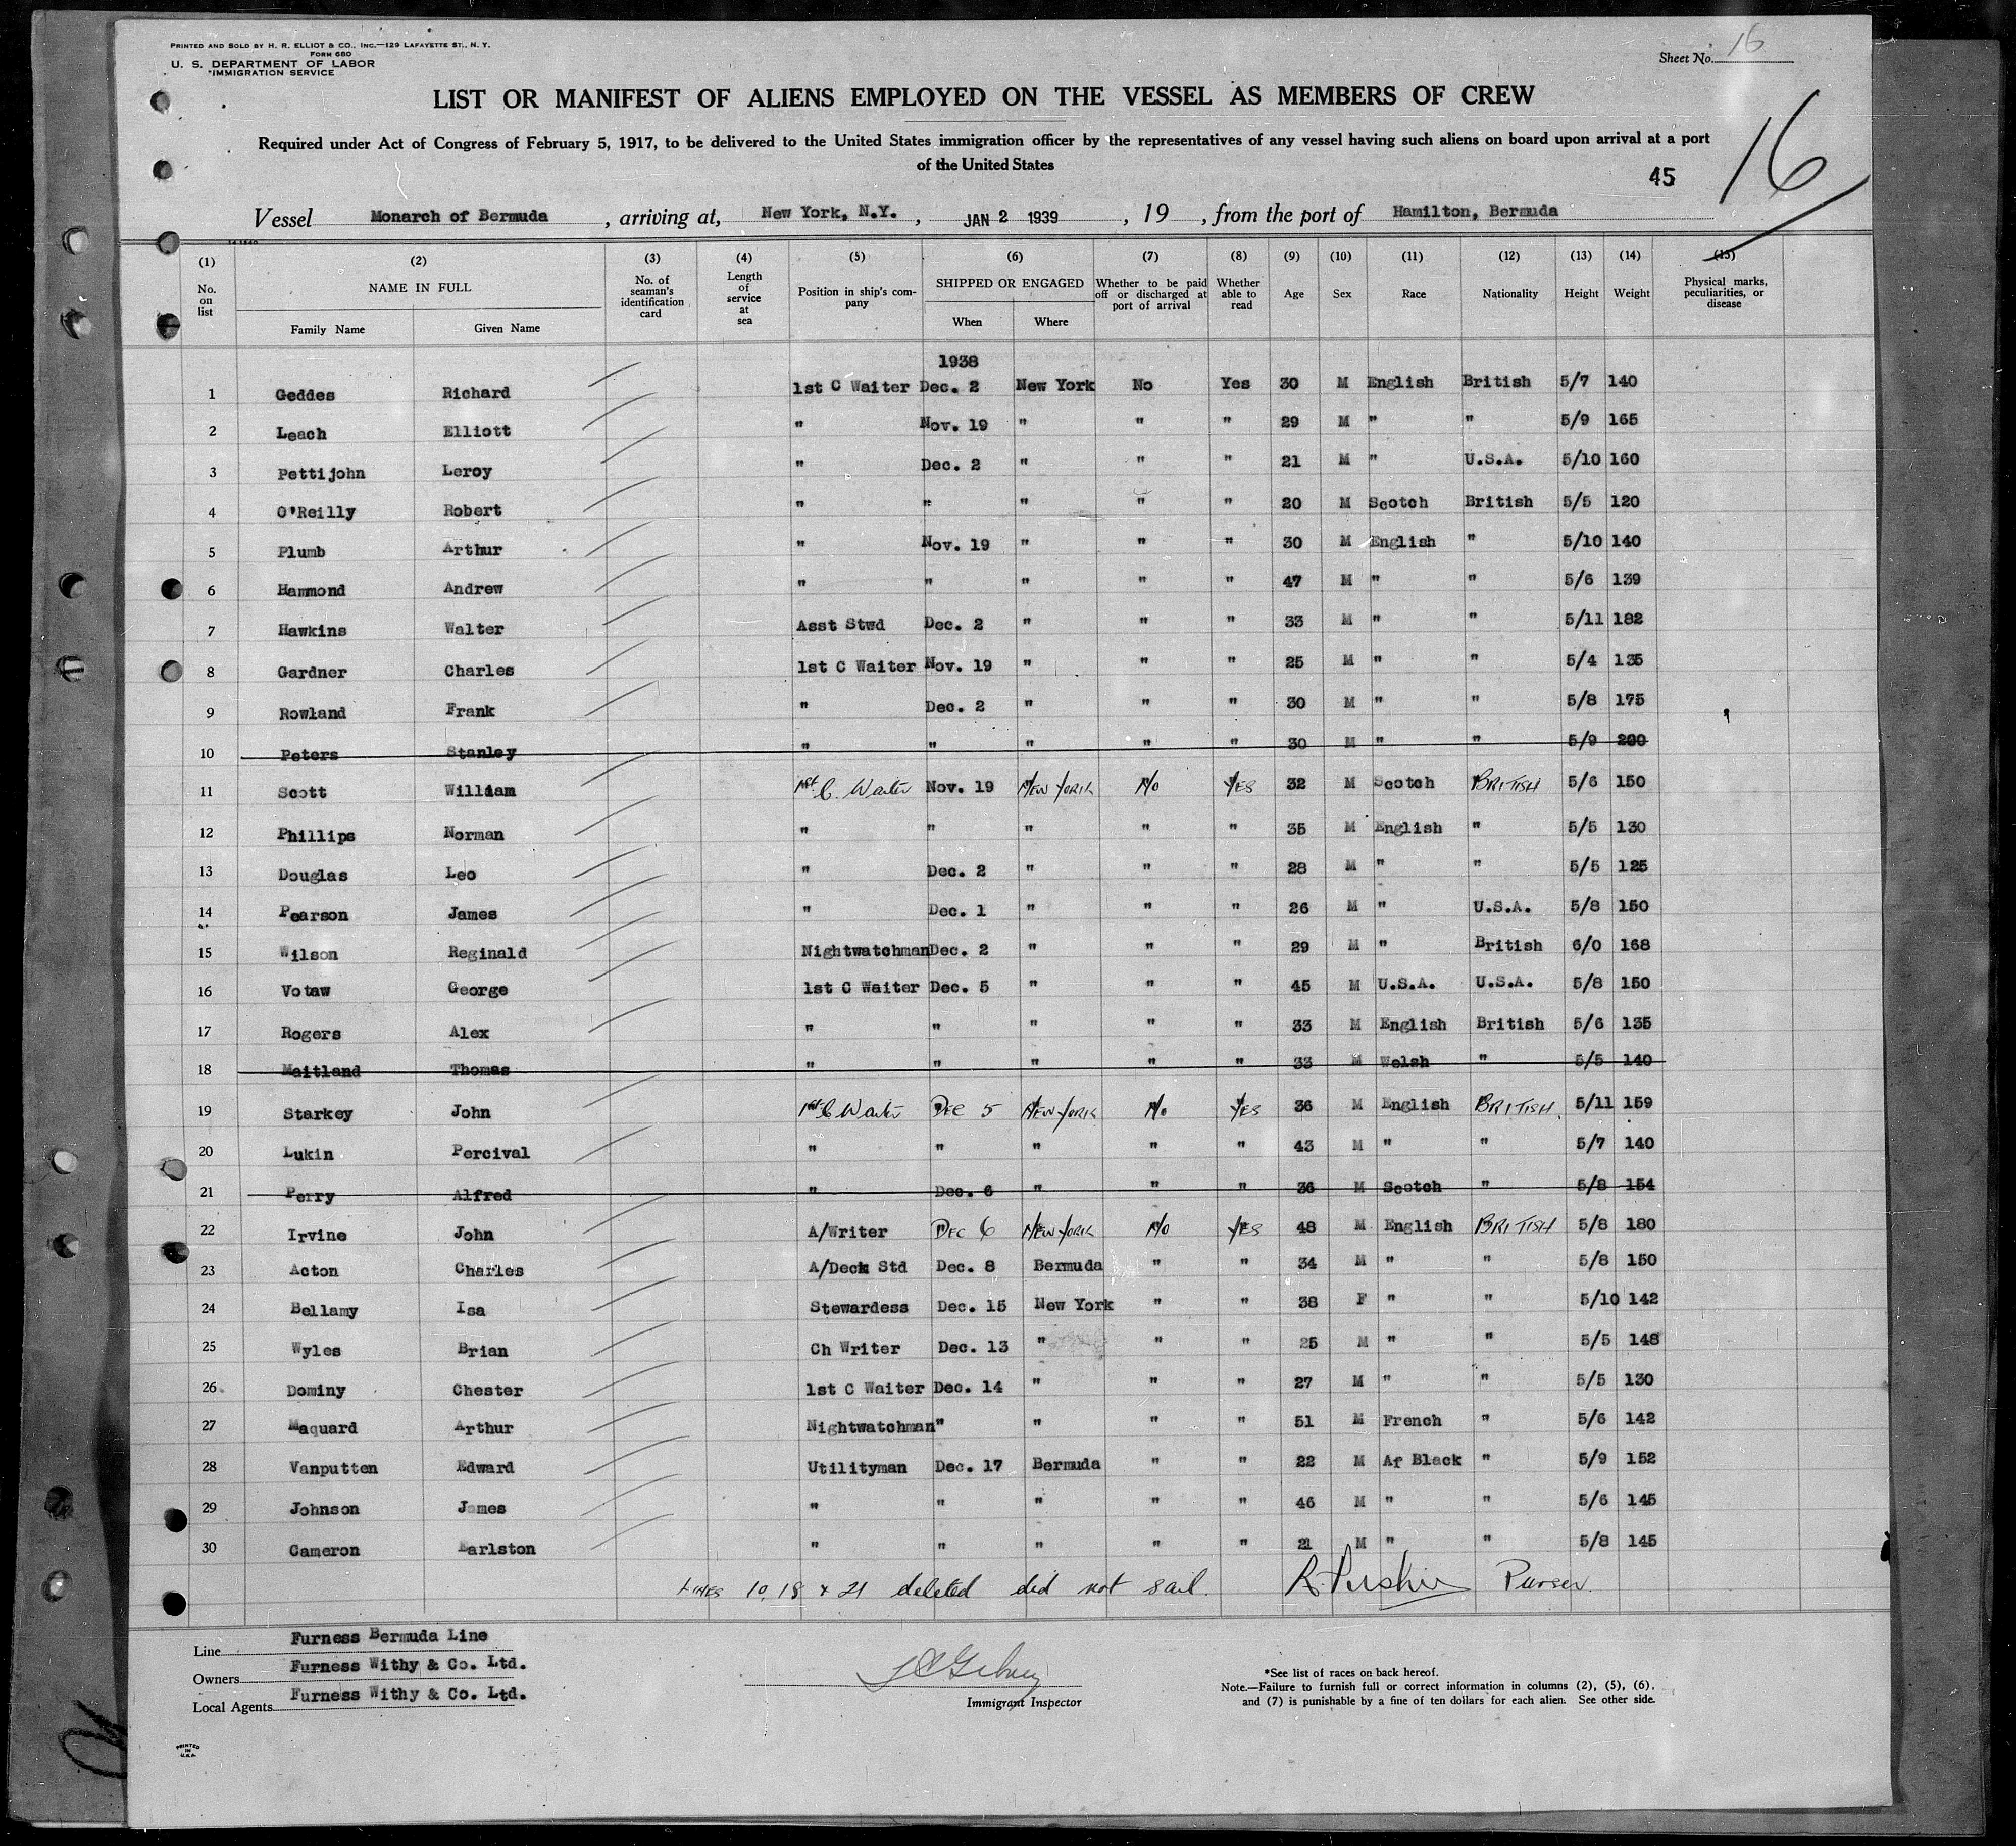 PRINTED AND SOLD BY H. R. ELLIOT & CO., INC.—129 LAFAYETTE ST., N. Y.
FORM 680
U. S. DEPARTMENT OF LABOR
IMMIGRATION SERVICE
Sheet No. 16
LIST OR MANIFEST OF ALIENS EMPLOYED ON THE VESSEL AS MEMBERS OF CREW
Required under Act of Congress of February 5, 1917, to be delivered to the United States immigration officer by the representatives of any vessel having such aliens on board upon arrival at a port
of the United States
45 16
Vessel Monarch of Bermuda, arriving at, New York, N.Y., JAN 2 1939, 19 , from the port of Hamilton, Bermuda
(1) (2) (3) (4) (5) (6) (7) (8) (9) (10) (11) (12) (13) (14) (15)
No. on list NAME IN FULL No. of seaman's identification card Length of service at sea Position in ship's company SHIPPED OR ENGAGED Whether to be paid off or discharged at port of arrival Whether able to read Age Sex Race Nationality Height Weight Physical marks, peculiarities, or disease
Family Name Given Name When Where
1938
1 Geddes Richard 1st C Waiter Dec. 2 New York No Yes 30 M English British 5/7 140
2 Leach Elliott " Nov. 19 " " " 29 M " " 5/9 165
3 Pettijohn Leroy " Dec. 2 " " " 21 M " U.S.A. 5/10 160
4 O'Reilly Robert " " " " " 20 M Scotch British 5/5 120
5 Plumb Arthur " Nov. 19 " " " 30 M English " 5/10 140
6 Hammond Andrew " " " " " 47 M " " 5/6 139
7 Hawkins Walter Asst Stwd Dec. 2 " " " 33 M " " 5/11 182
8 Gardner Charles 1st C Waiter Nov. 19 " " " 25 M " " 5/4 135
9 Rowland Frank " Dec. 2 " " " 30 M " " 5/8 175
10 Peters Stanley " " " " " 30 M " " 5/9 200
11 Scott William 1st C. Waiter Nov. 19 NEW YORK NO YES 32 M Scotch BRITISH 5/6 150
12 Phillips Norman " " " " " 35 M English " 5/5 130
13 Douglas Leo " Dec. 2 " " " 28 M " " 5/5 125
14 Pearson James " Dec. 1 " " " 26 M " U.S.A. 5/8 150
15 Wilson Reginald Nightwatchman Dec. 2 " " " 29 M " British 6/0 168
16 Votaw George 1st C Waiter Dec. 5 " " " 45 M U.S.A. U.S.A. 5/8 150
17 Rogers Alex " " " " " 33 M English British 5/6 135
18 Maitland Thomas " " " " " 33 M Welsh " 5/5 140
19 Starkey John 1st C Waiter DEC 5 NEW YORK No YES 36 M English BRITISH. 5/11 159
20 Lukin Percival " " " " " 43 M " " 5/7 140
21 Perry Alfred " Dec. 6 " " " 36 M Scotch " 5/8 154
22 Irvine John A/Writer DEC 6 NEW YORK NO YES 48 M English BRITISH 5/8 180
23 Acton Charles A/Deck Std Dec. 8 Bermuda " " 34 M " " 5/8 150
24 Bellamy Isa Stewardess Dec. 15 New York " " 38 F " " 5/10 142
25 Wyles Brian Ch Writer Dec. 13 " " " 25 M " " 5/5 148
26 Dominy Chester 1st C Waiter Dec. 14 " " " 27 M " " 5/5 130
27 Maquard Arthur Nightwatchman " " " " 51 M French " 5/6 142
28 Vanputten Edward Utilityman Dec. 17 Bermuda " " 22 M Af Black " 5/9 152
29 Johnson James " " " " " 46 M " " 5/6 145
30 Cameron Earlston " " " " " 21 M " " 5/8 145
LINES 10, 18 & 21 deleted did not sail. Purser.
Line Furness Bermuda Line
Owners Furness Withy & Co. Ltd.
Local Agents Furness Withy & Co. Ltd.
Immigrant Inspector
*See list of races on back hereof.
Note.—Failure to furnish full or correct information in columns (2), (5), (6),
and (7) is punishable by a fine of ten dollars for each alien. See other side.
PRINTED
IN
U.S.A.